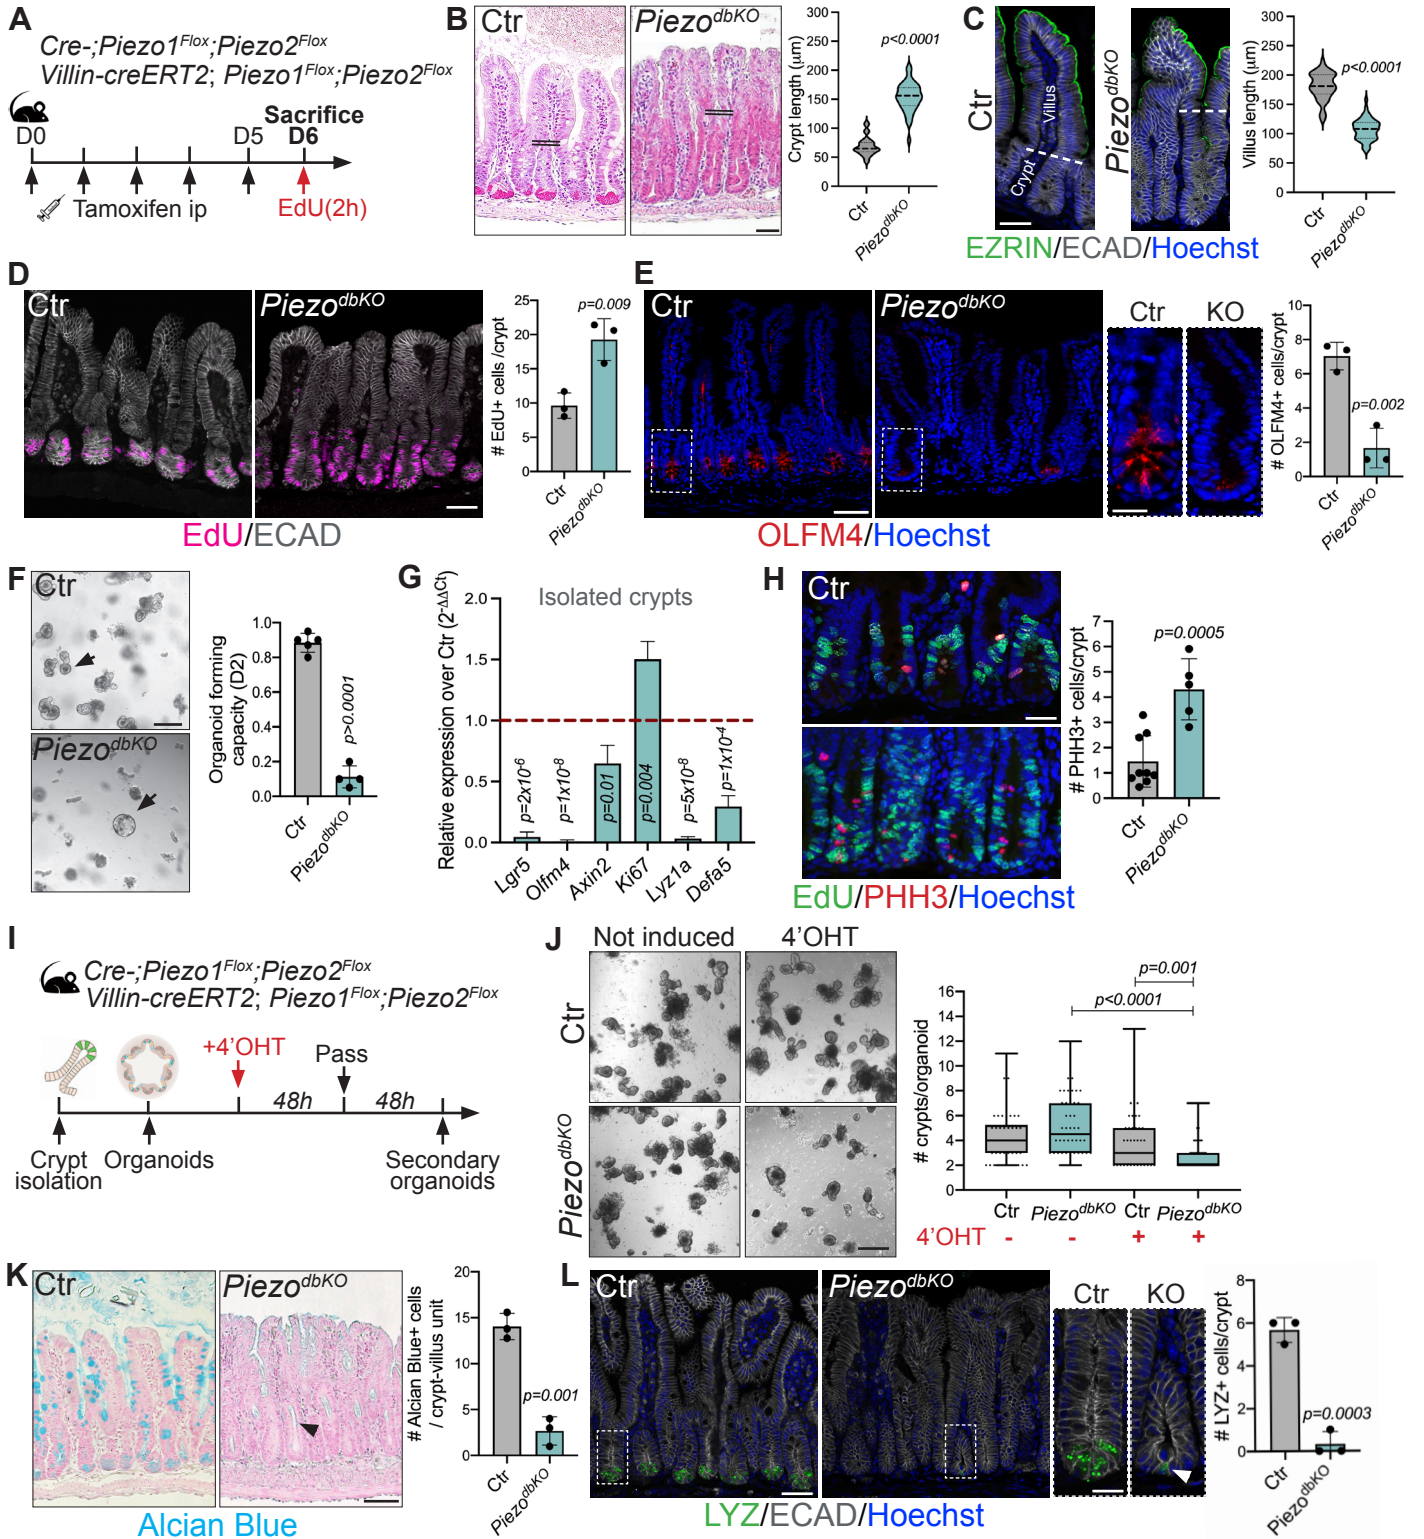 A
Cre-;Piezo1Flox;Piezo2Flox
Villin-creERT2; Piezo1Flox;Piezo2Flox
Sacrifice
D0
D5
D6
Tamoxifen ip
EdU(2h)
B
Ctr
PiezodbKO
Crypt length (µm)
300
250
200
150
100
50
0
p<0.0001
Ctr
PiezodbKO
C
Ctr
Villus
Crypt
PiezodbKO
EZRIN/ECAD/Hoechst
Villus length (µm)
300
250
200
150
100
50
0
p<0.0001
Ctr
PiezodbKO
D
Ctr
PiezodbKO
EdU/ECAD
# EdU+ cells /crypt
25
20
15
10
5
0
p=0.009
Ctr
PiezodbKO
E
Ctr
PiezodbKO
Ctr
KO
OLFM4/Hoechst
# OLFM4+ cells/crypt
10
8
6
4
2
0
p=0.002
Ctr
PiezodbKO
F
Ctr
PiezodbKO
Organoid forming
capacity (D2)
1.0
0.8
0.6
0.4
0.2
0.0
p>0.0001
Ctr
PiezodbKO
G
Isolated crypts
Relative expression over Ctr (2-ΔΔCt)
2.0
1.5
1.0
0.5
0.0
p=2x10-6
p=1x10-8
p=0.01
p=0.004
p=5x10-8
p=1x10-4
Lgr5
Olfm4
Axin2
Ki67
Lyz1a
Defa5
H
Ctr
EdU/PHH3/Hoechst
# PHH3+ cells/crypt
7
6
5
4
3
2
1
0
p=0.0005
Ctr
PiezodbKO
I
Cre-;Piezo1Flox;Piezo2Flox
Villin-creERT2; Piezo1Flox;Piezo2Flox
+4'OHT
Pass
48h
48h
Crypt
isolation
Organoids
Secondary
organoids
J
Not induced
4'OHT
Ctr
PiezodbKO
# crypts/organoid
16
14
12
10
8
6
4
2
0
p=0.001
p<0.0001
Ctr
PiezodbKO
Ctr
PiezodbKO
4'OHT - - + +
K
Ctr
PiezodbKO
Alcian Blue
# Alcian Blue+ cells
/ crypt-villus unit
20
15
10
5
0
p=0.001
Ctr
PiezodbKO
L
Ctr
PiezodbKO
Ctr
KO
LYZ/ECAD/Hoechst
# LYZ+ cells/crypt
8
6
4
2
0
p=0.0003
Ctr
PiezodbKO